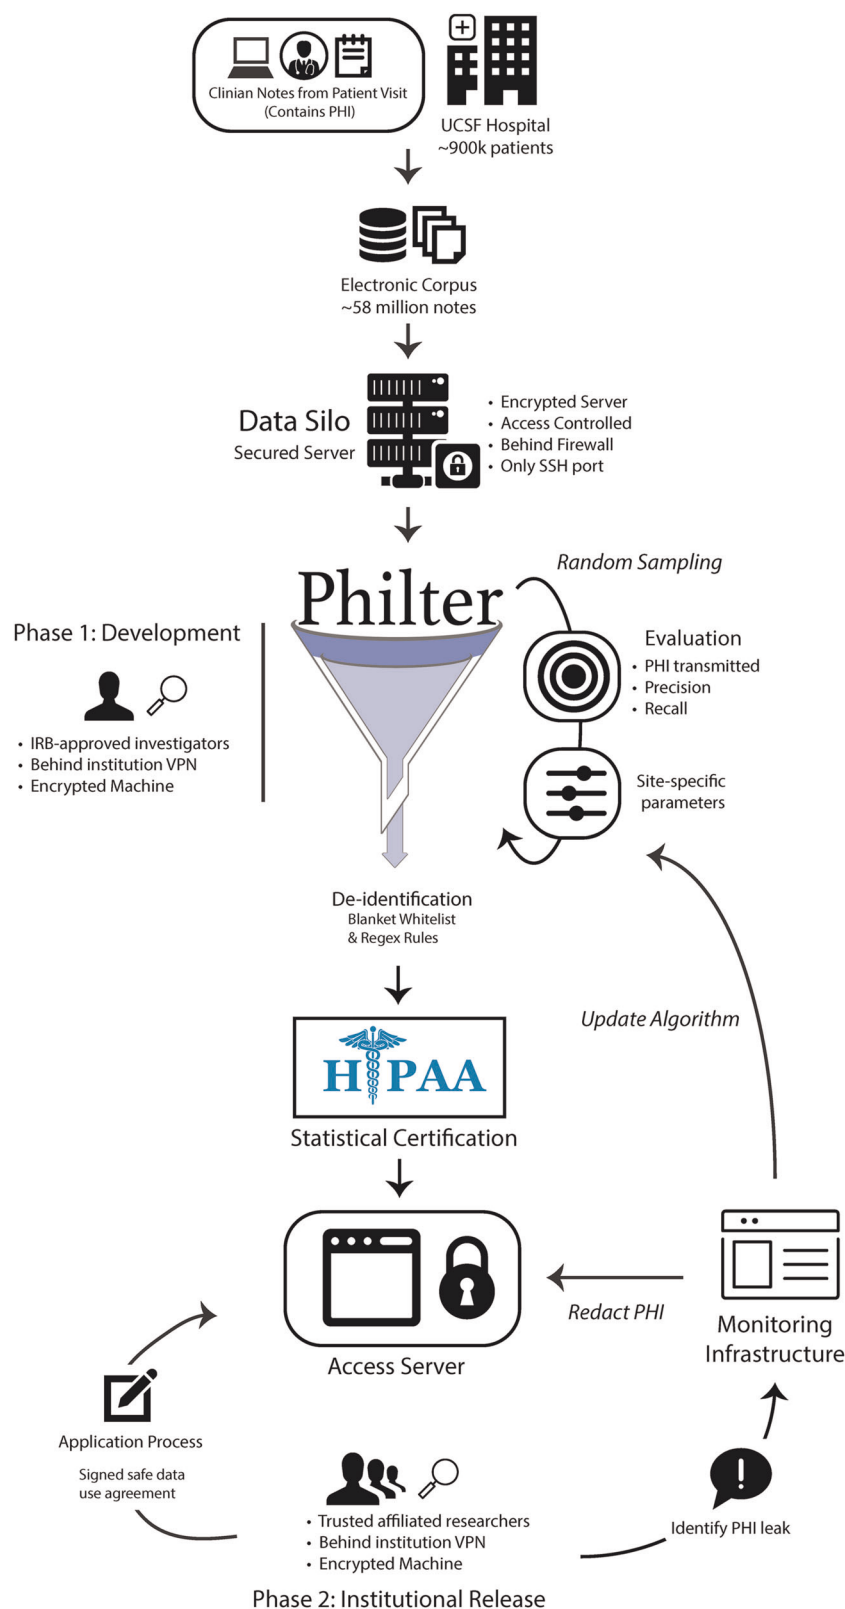 Clinian Notes from Patient Visit
(Contains PHI)
UCSF Hospital
~900k patients
Electronic Corpus
~58 million notes
Data Silo
Secured Server
• Encrypted Server
• Access Controlled
• Behind Firewall
• Only SSH port
Philter
Random Sampling
Phase 1: Development
• IRB-approved investigators
• Behind institution VPN
• Encrypted Machine
Evaluation
• PHI transmitted
• Precision
• Recall
Site-specific
parameters
De-identification
Blanket Whitelist
& Regex Rules
Update Algorithm
HIPAA
Statistical Certification
Access Server
Redact PHI
Monitoring
Infrastructure
Application Process
Signed safe data
use agreement
• Trusted affiliated researchers
• Behind institution VPN
• Encrypted Machine
Identify PHI leak
Phase 2: Institutional Release